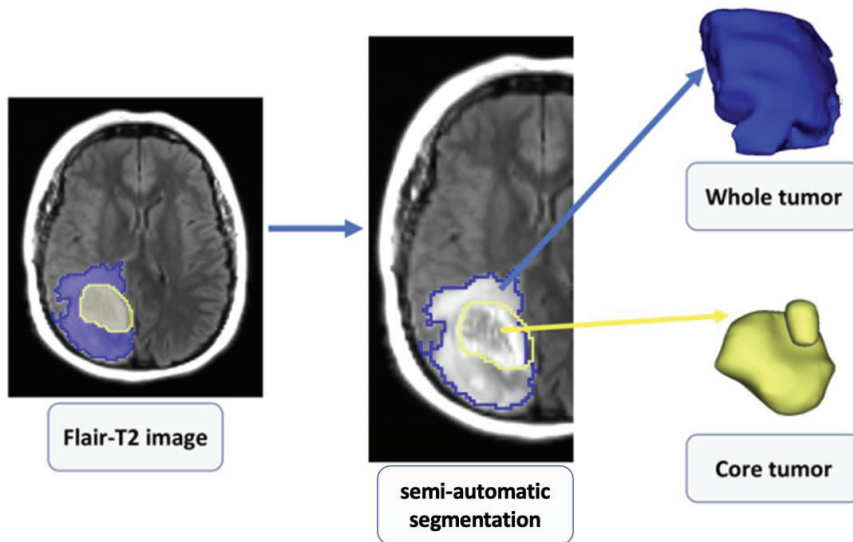 Whole tumor
Flair-T2 image
semi-automatic
segmentation
Core tumor